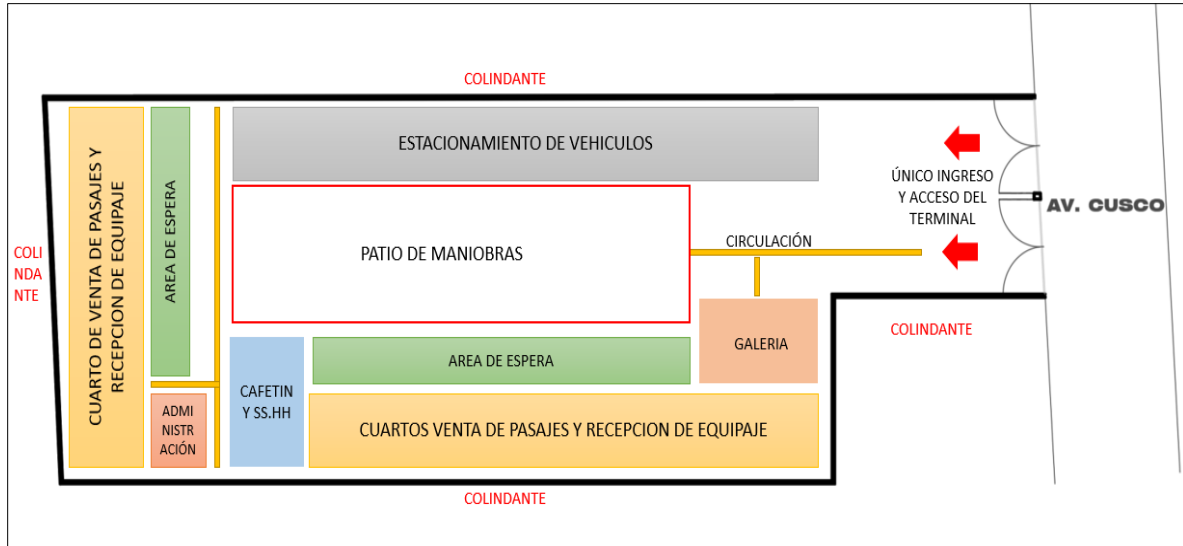 COLINDANTE
CUARTO DE VENTA DE PASAJES Y
RECEPCION DE EQUIPAJE
AREA DE ESPERA
ESTACIONAMIENTO DE VEHICULOS
ÚNICO INGRESO
Y ACCESO DEL
TERMINAL
AV. CUSCO
COLI
NDA
NTE
PATIO DE MANIOBRAS
CIRCULACIÓN
GALERIA
COLINDANTE
AREA DE ESPERA
ADMI
NISTR
ACIÓN
CAFETIN
Y SS.HH
CUARTOS VENTA DE PASAJES Y RECEPCION DE EQUIPAJE
COLINDANTE